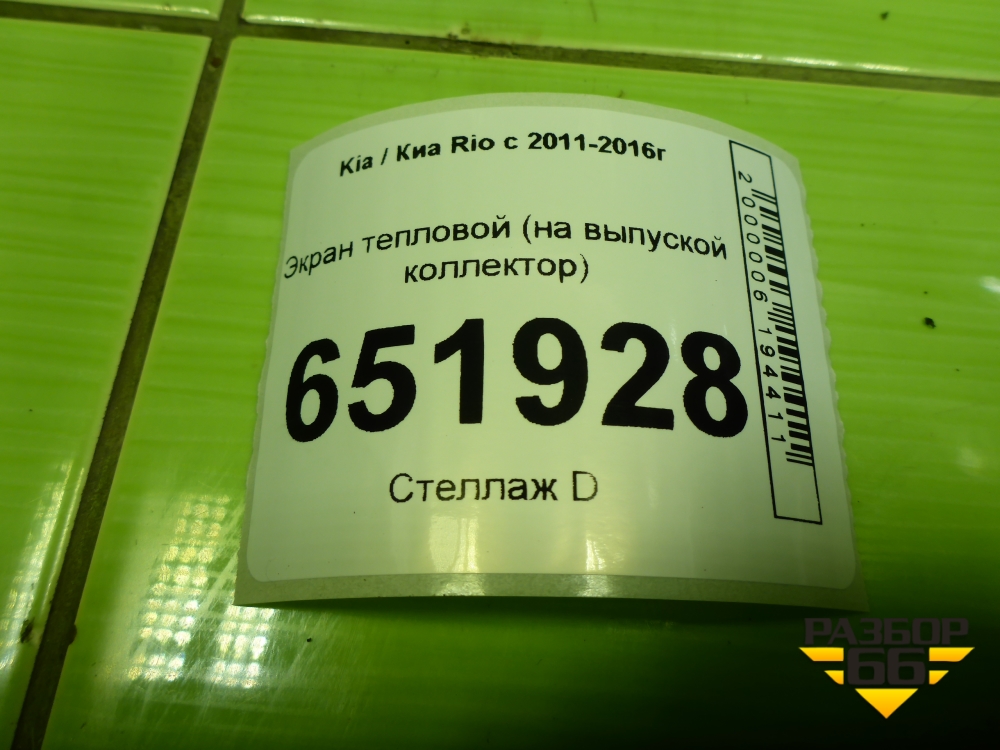 Kia / Киа Rio с 2011-2016г
Экран тепловой (на выпуской
коллектор)
651928
Стеллаж D
2000006194411
РАЗБОР
66